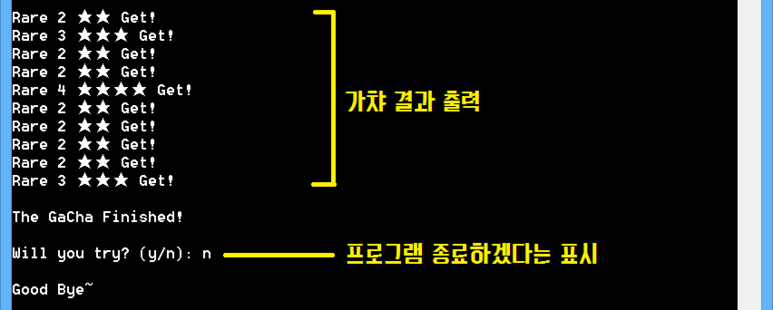 Rare 2 ★★ Get!
Rare 3 ★★★ Get!
Rare 2 ★★ Get!
Rare 2 ★★ Get!
Rare 4 ★★★★ Get!
Rare 2 ★★ Get!
Rare 2 ★★ Get!
Rare 2 ★★ Get!
Rare 2 ★★ Get!
Rare 3 ★★★ Get!
가챠 결과 출력
The GaCha Finished!
Will you try? (y/n): n
프로그램 종료하겠다는 표시
Good Bye~